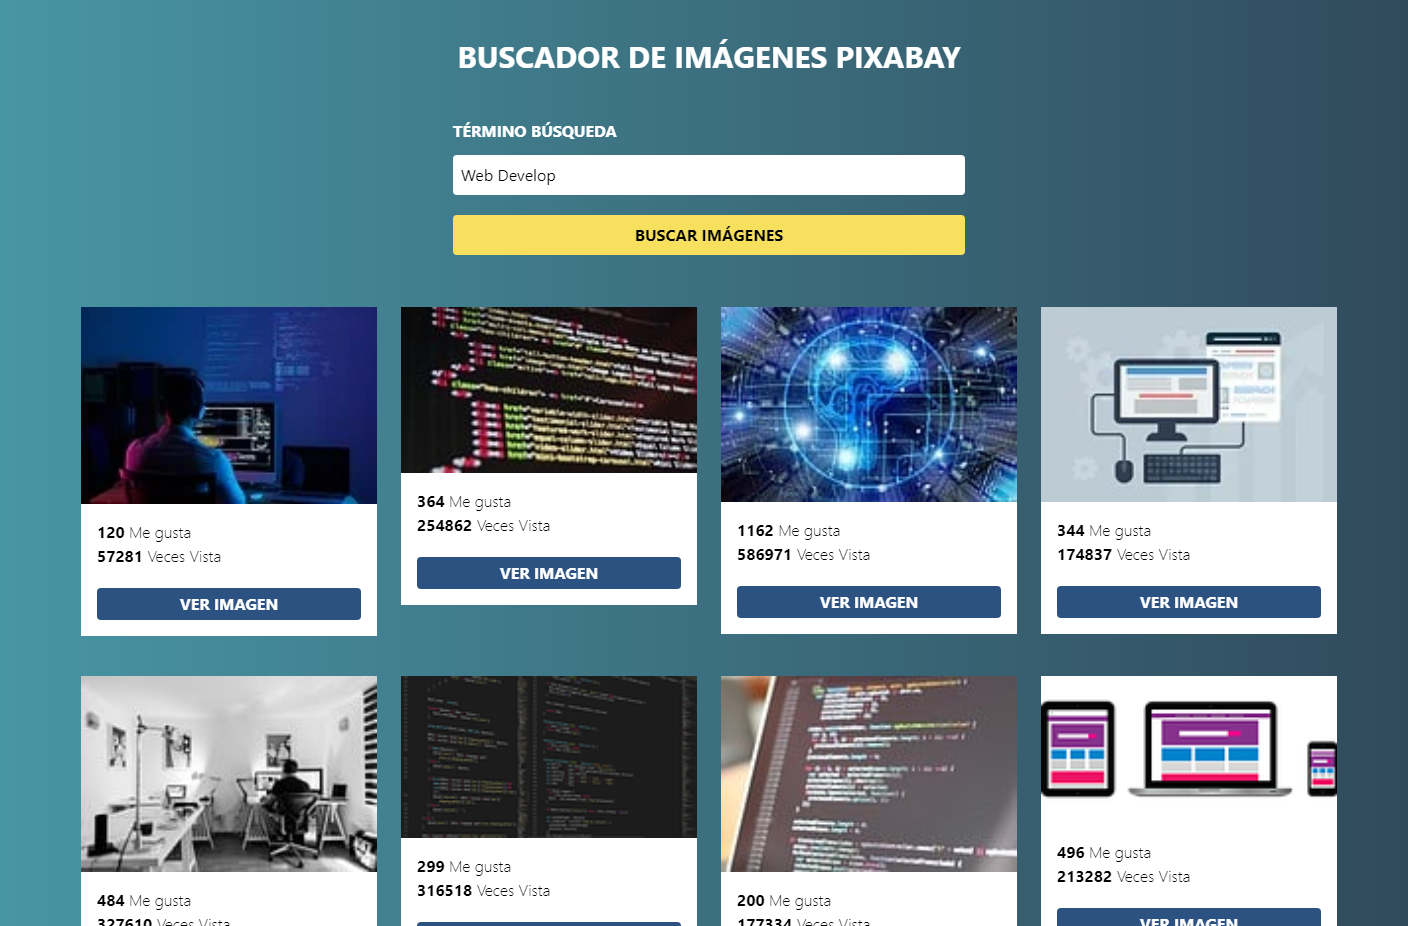 BUSCADOR DE IMÁGENES PIXABAY
TÉRMINO BÚSQUEDA
Web Develop
BUSCAR IMÁGENES
120 Me gusta
57281 Veces Vista
VER IMAGEN
364 Me gusta
254862 Veces Vista
VER IMAGEN
1162 Me gusta
586971 Veces Vista
VER IMAGEN
344 Me gusta
174837 Veces Vista
VER IMAGEN
484 Me gusta
327610 Veces Vista
299 Me gusta
316518 Veces Vista
200 Me gusta
177334 Veces Vista
496 Me gusta
213282 Veces Vista
VER IMAGEN